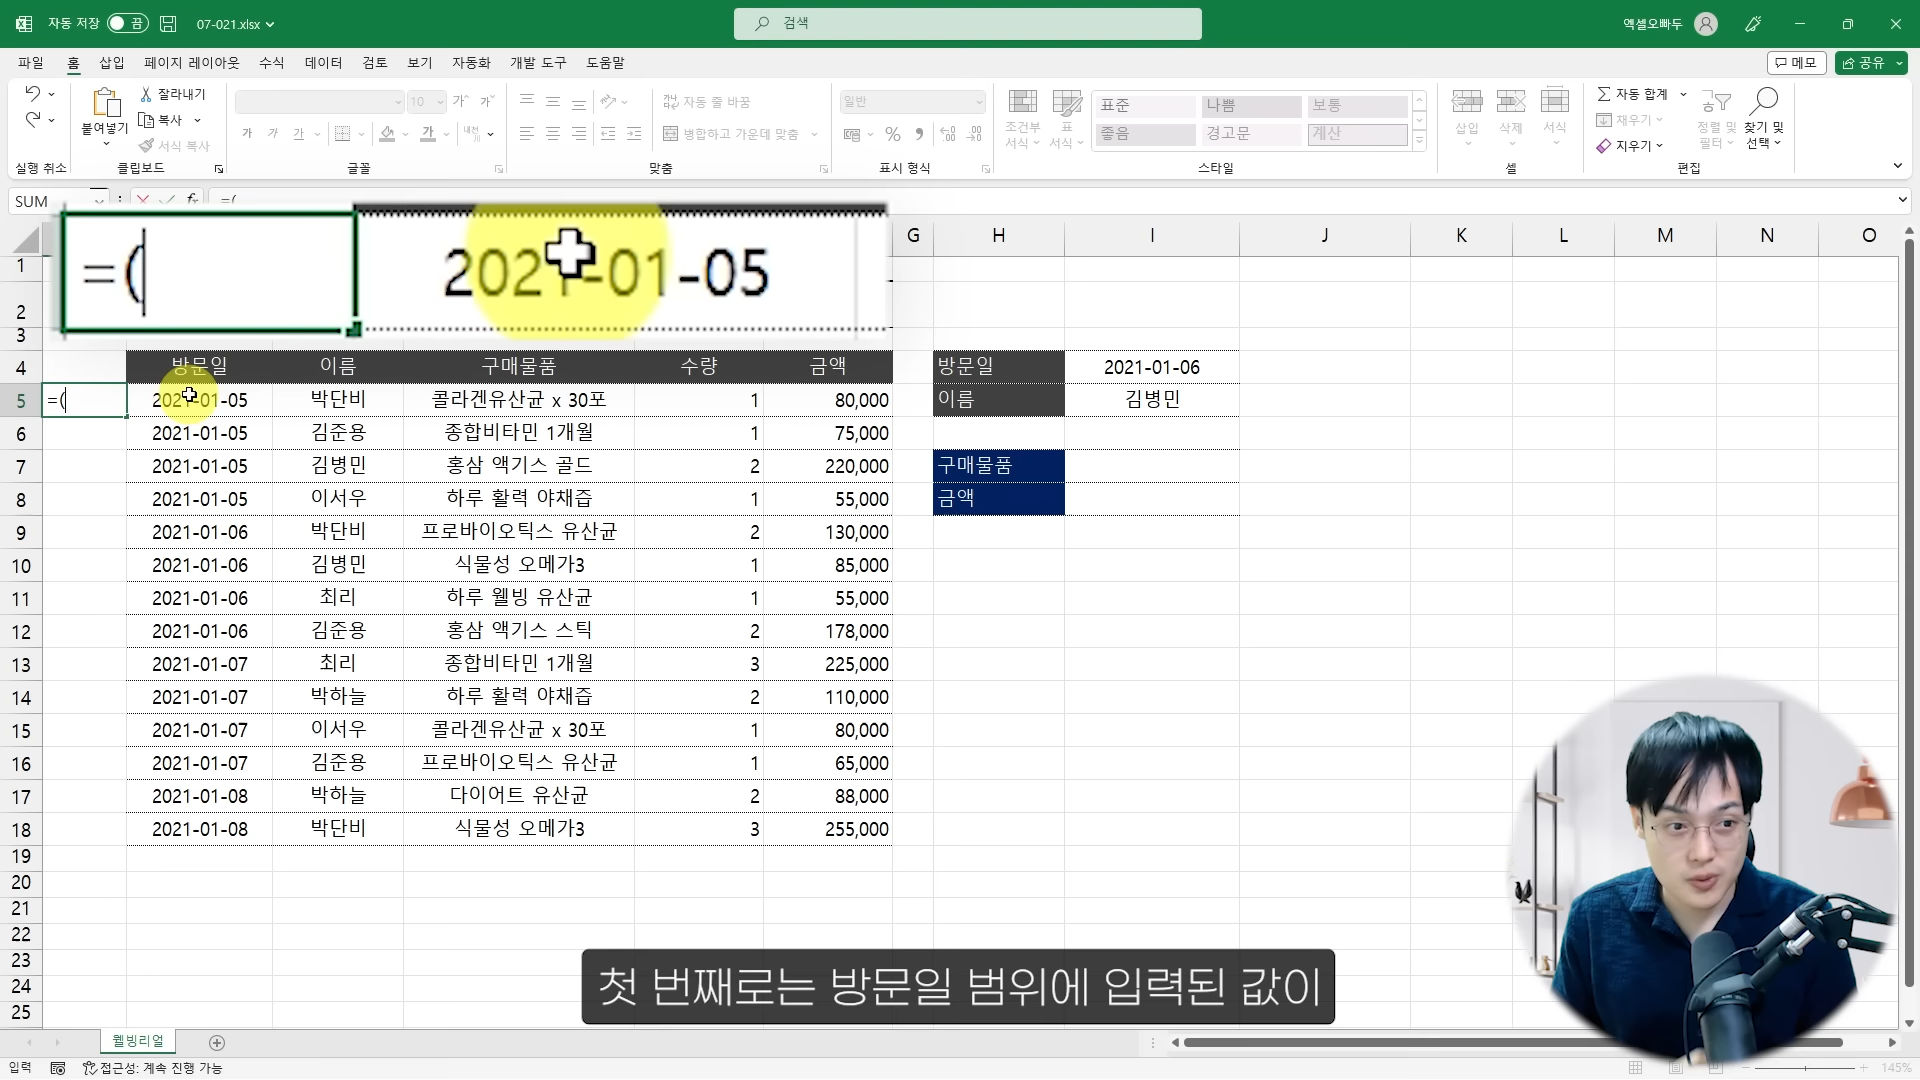 자동 저장 끔 07-021.xlsx 검색 엑셀오빠두
파일 홈 삽입 페이지 레이아웃 수식 데이터 검토 보기 자동화 개발 도구 도움말 메모 공유
붙여넣기 잘라내기 복사 서식 복사
10 가 가 가 가 가 가 내천
자동 줄 바꿈 병합하고 가운데 맞춤
일반 %
조건부 서식 표 서식
표준 나쁨 보통
좋음 경고문 계산
삽입 삭제 서식
자동 합계 채우기 지우기 정렬 및 필터 찾기 및 선택
실행 취소 클립보드 글꼴 맞춤 표시 형식 스타일 셀 편집
SUM fx =(
=( 2021-01-05
G H I J K L M N O
1
2
3
4 방문일 이름 구매물품 수량 금액 방문일 2021-01-06
5 =( 2021-01-05 박단비 콜라겐유산균 x 30포 1 80,000 이름 김병민
6 2021-01-05 김준용 종합비타민 1개월 1 75,000
7 2021-01-05 김병민 홍삼 액기스 골드 2 220,000 구매물품
8 2021-01-05 이서우 하루 활력 야채즙 1 55,000 금액
9 2021-01-06 박단비 프로바이오틱스 유산균 2 130,000
10 2021-01-06 김병민 식물성 오메가3 1 85,000
11 2021-01-06 최리 하루 웰빙 유산균 1 55,000
12 2021-01-06 김준용 홍삼 액기스 스틱 2 178,000
13 2021-01-07 최리 종합비타민 1개월 3 225,000
14 2021-01-07 박하늘 하루 활력 야채즙 2 110,000
15 2021-01-07 이서우 콜라겐유산균 x 30포 1 80,000
16 2021-01-07 김준용 프로바이오틱스 유산균 1 65,000
17 2021-01-08 박하늘 다이어트 유산균 2 88,000
18 2021-01-08 박단비 식물성 오메가3 3 255,000
19
20
21
22
23
24
25
첫 번째로는 방문일 범위에 입력된 값이
웰빙리얼
입력 접근성: 계속 진행 가능 145%